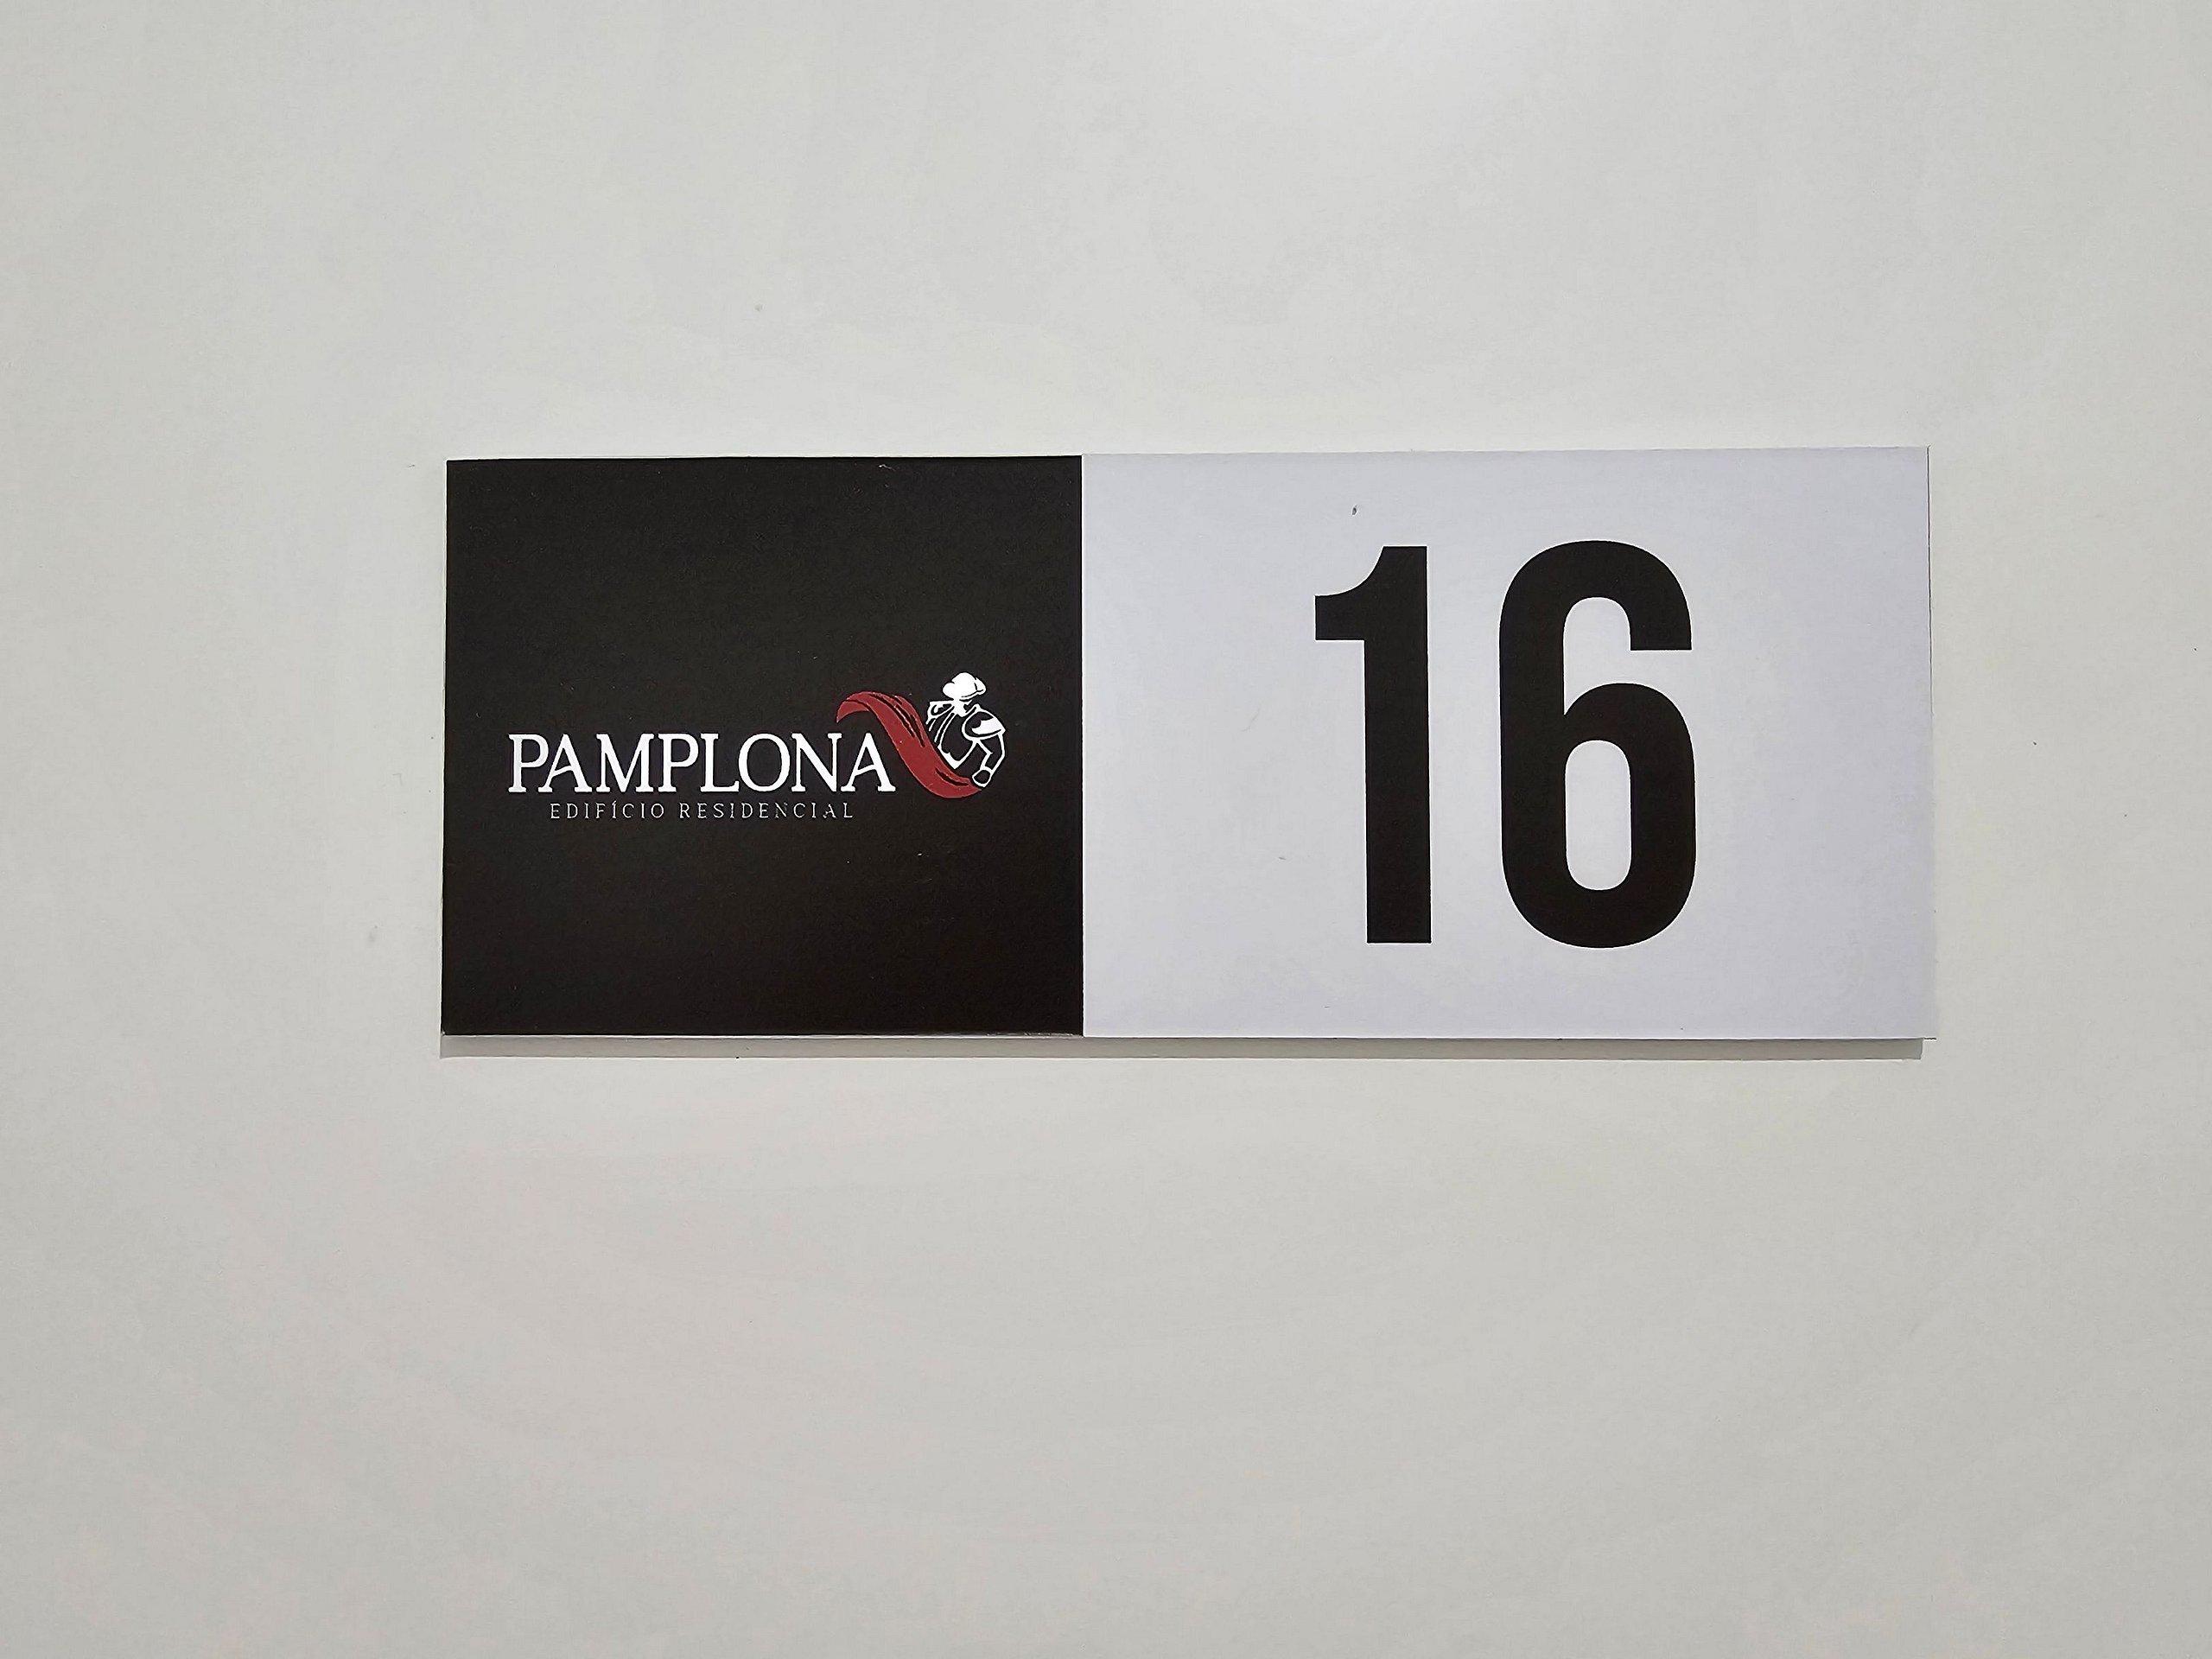 PAMPLONA
EDIFÍCIO RESIDENCIAL
16